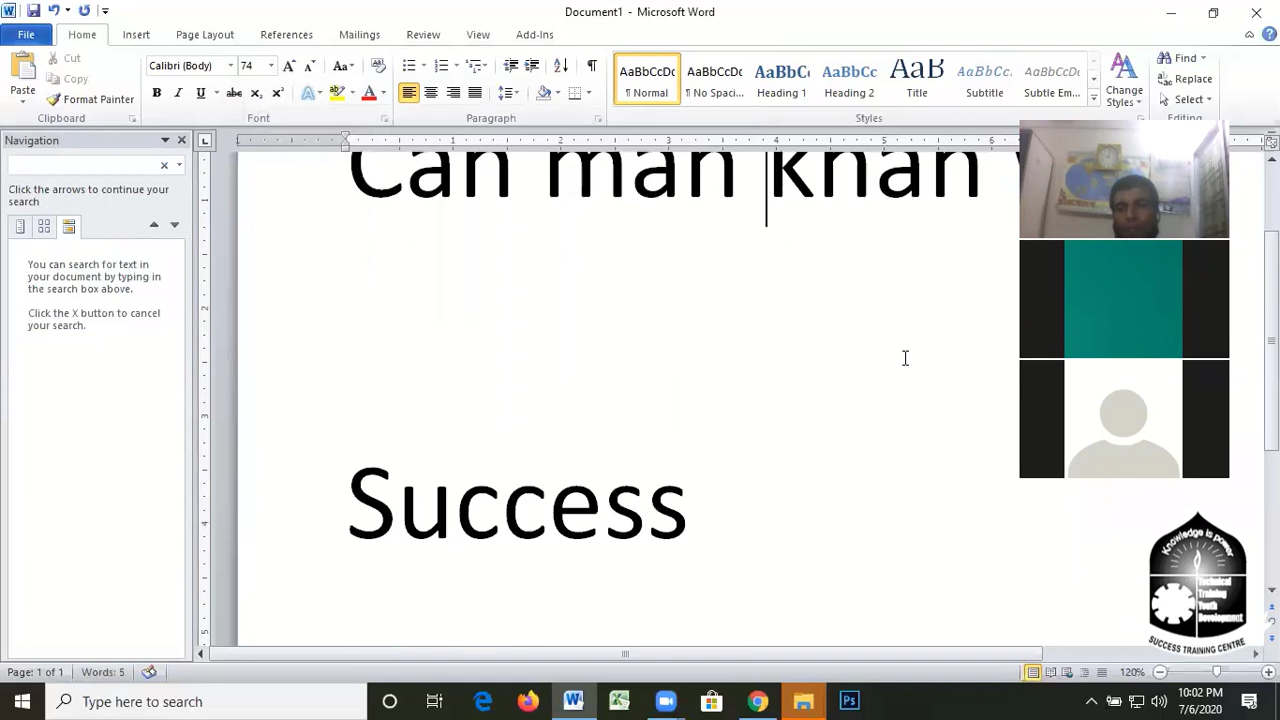 Document1 - Microsoft Word
File Home Insert Page Layout References Mailings Review View Add-Ins
Paste
Cut
Copy
Format Painter
Clipboard
Calibri (Body) 74
Font
Paragraph
AaBbCcDc
¶ Normal
AaBbCcDc
¶ No Spaci...
AaBbCc
Heading 1
AaBbCc
Heading 2
AaB
Title
AaBbCcDc
Subtitle
AaBbCcDc
Subtle Em...
Styles
Change
Styles
Find
Replace
Select
Editing
Navigation
Click the arrows to continue your
search
You can search for text in
your document by typing in
the search box above.
Click the X button to cancel
your search.
Can man khan
Success
Knowledge is power
Technical
Training
Youth
Development
SUCCESS TRAINING CENTRE
Page: 1 of 1 Words: 5
120%
Type here to search
10:02 PM
7/6/2020